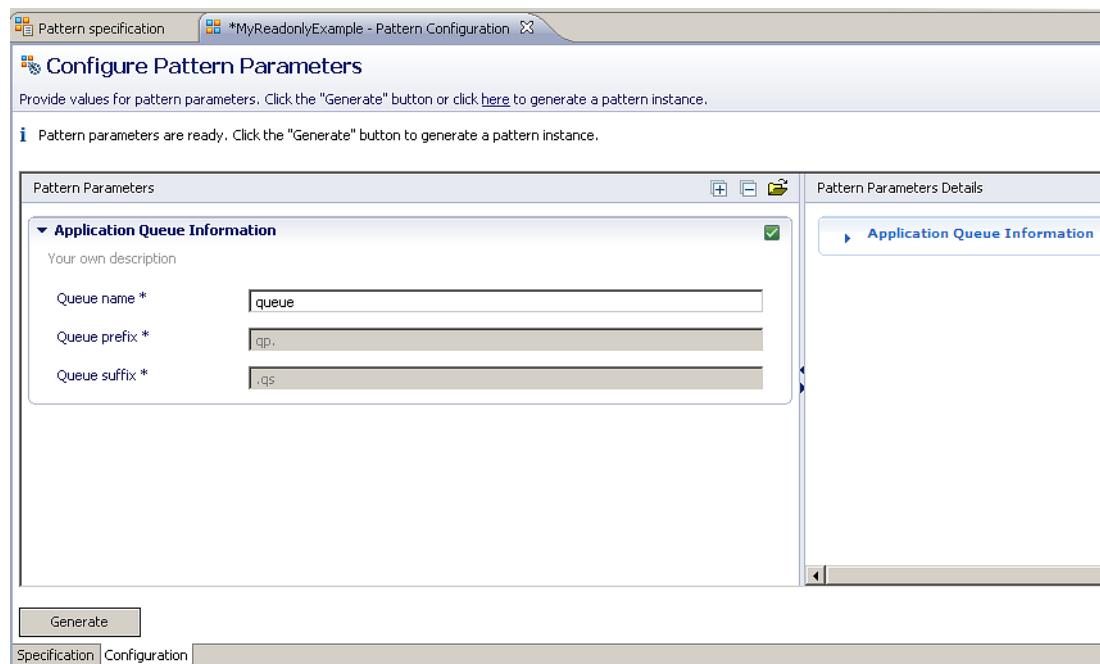 Pattern specification
*MyReadonlyExample - Pattern Configuration
Configure Pattern Parameters
Provide values for pattern parameters. Click the "Generate" button or click here to generate a pattern instance.
i Pattern parameters are ready. Click the "Generate" button to generate a pattern instance.
Pattern Parameters
Pattern Parameters Details
Application Queue Information
Your own description
Queue name *
queue
Queue prefix *
qp.
Queue suffix *
.qs
Application Queue Information
Generate
Specification
Configuration